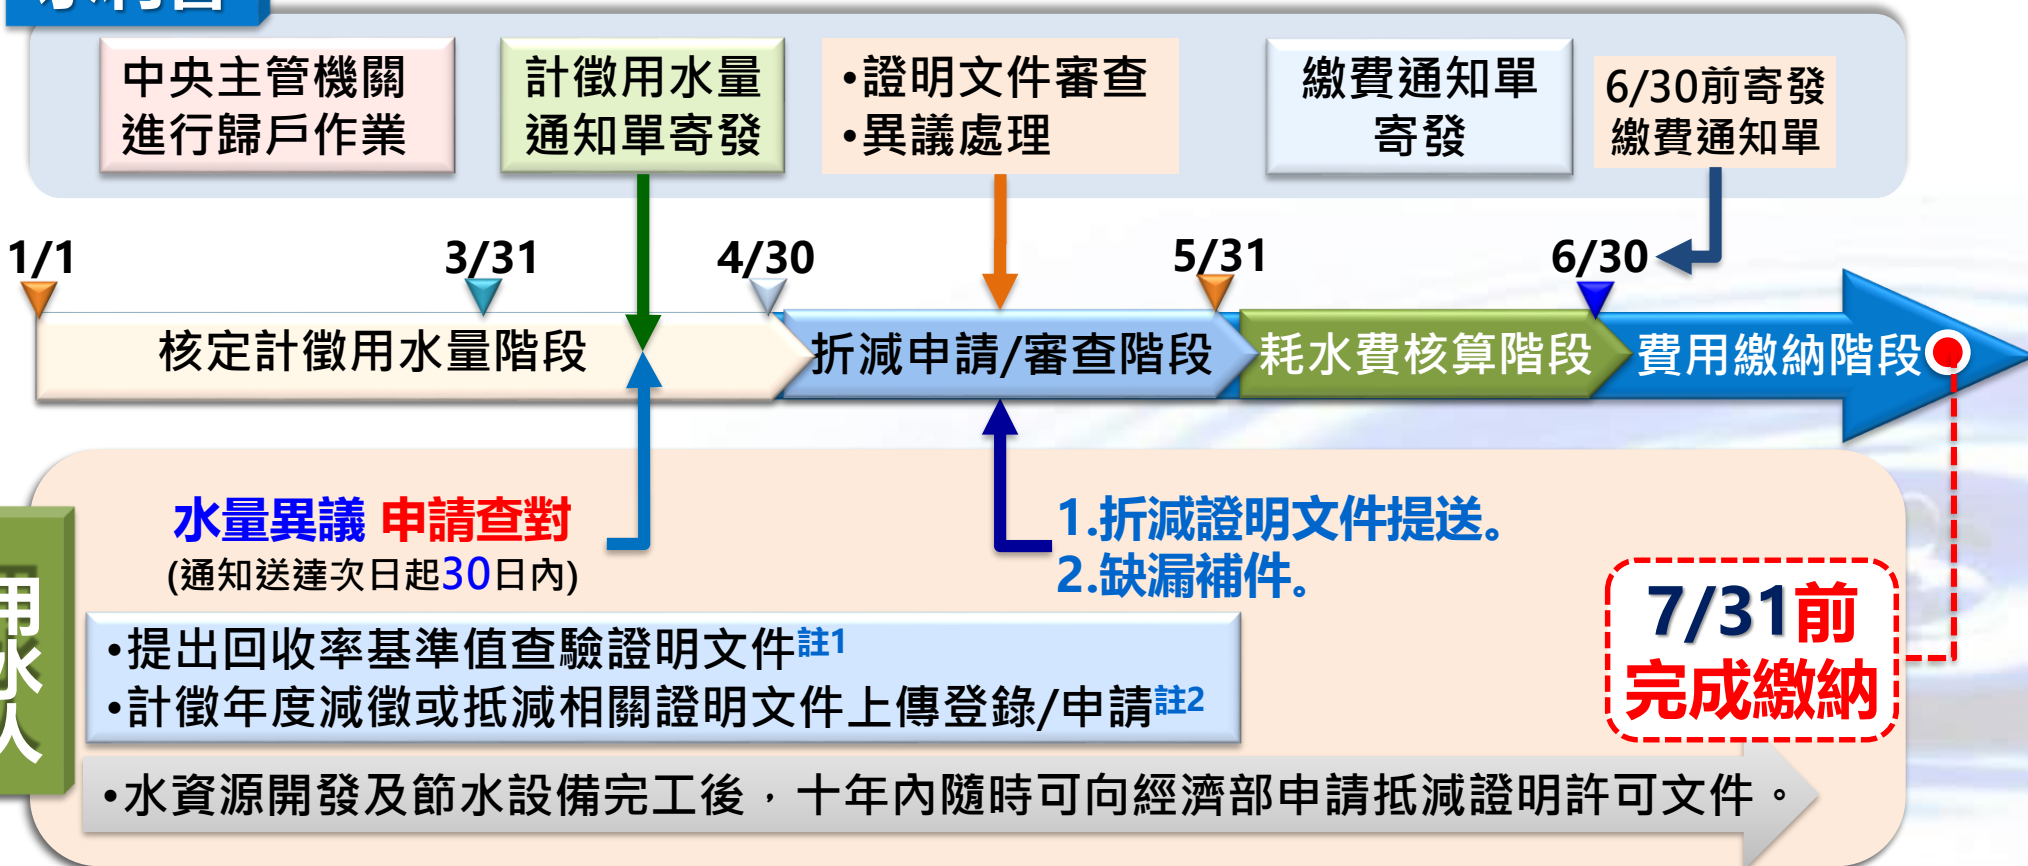 水利署
中央主管機關
進行歸戶作業
計徵用水量
通知單寄發
•證明文件審查
•異議處理
繳費通知單
寄發
6/30前寄發
繳費通知單
1/1
3/31
4/30
5/31
6/30
核定計徵用水量階段
折減申請/審查階段
耗水費核算階段
費用繳納階段
用水人
水量異議 申請查對
(通知送達次日起30日內)
1.折減證明文件提送。
2.缺漏補件。
•提出回收率基準值查驗證明文件註1
•計徵年度減徵或抵減相關證明文件上傳登錄/申請註2
7/31前
完成繳納
•水資源開發及節水設備完工後，十年內隨時可向經濟部申請抵減證明許可文件。